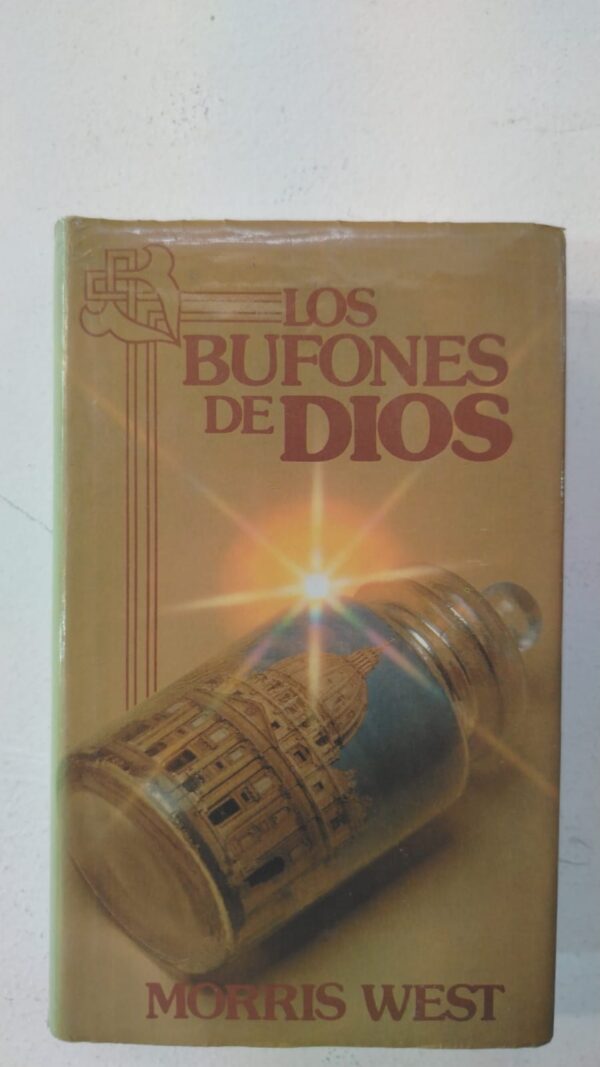 LOS
BUFONES
DE DIOS
MORRIS WEST